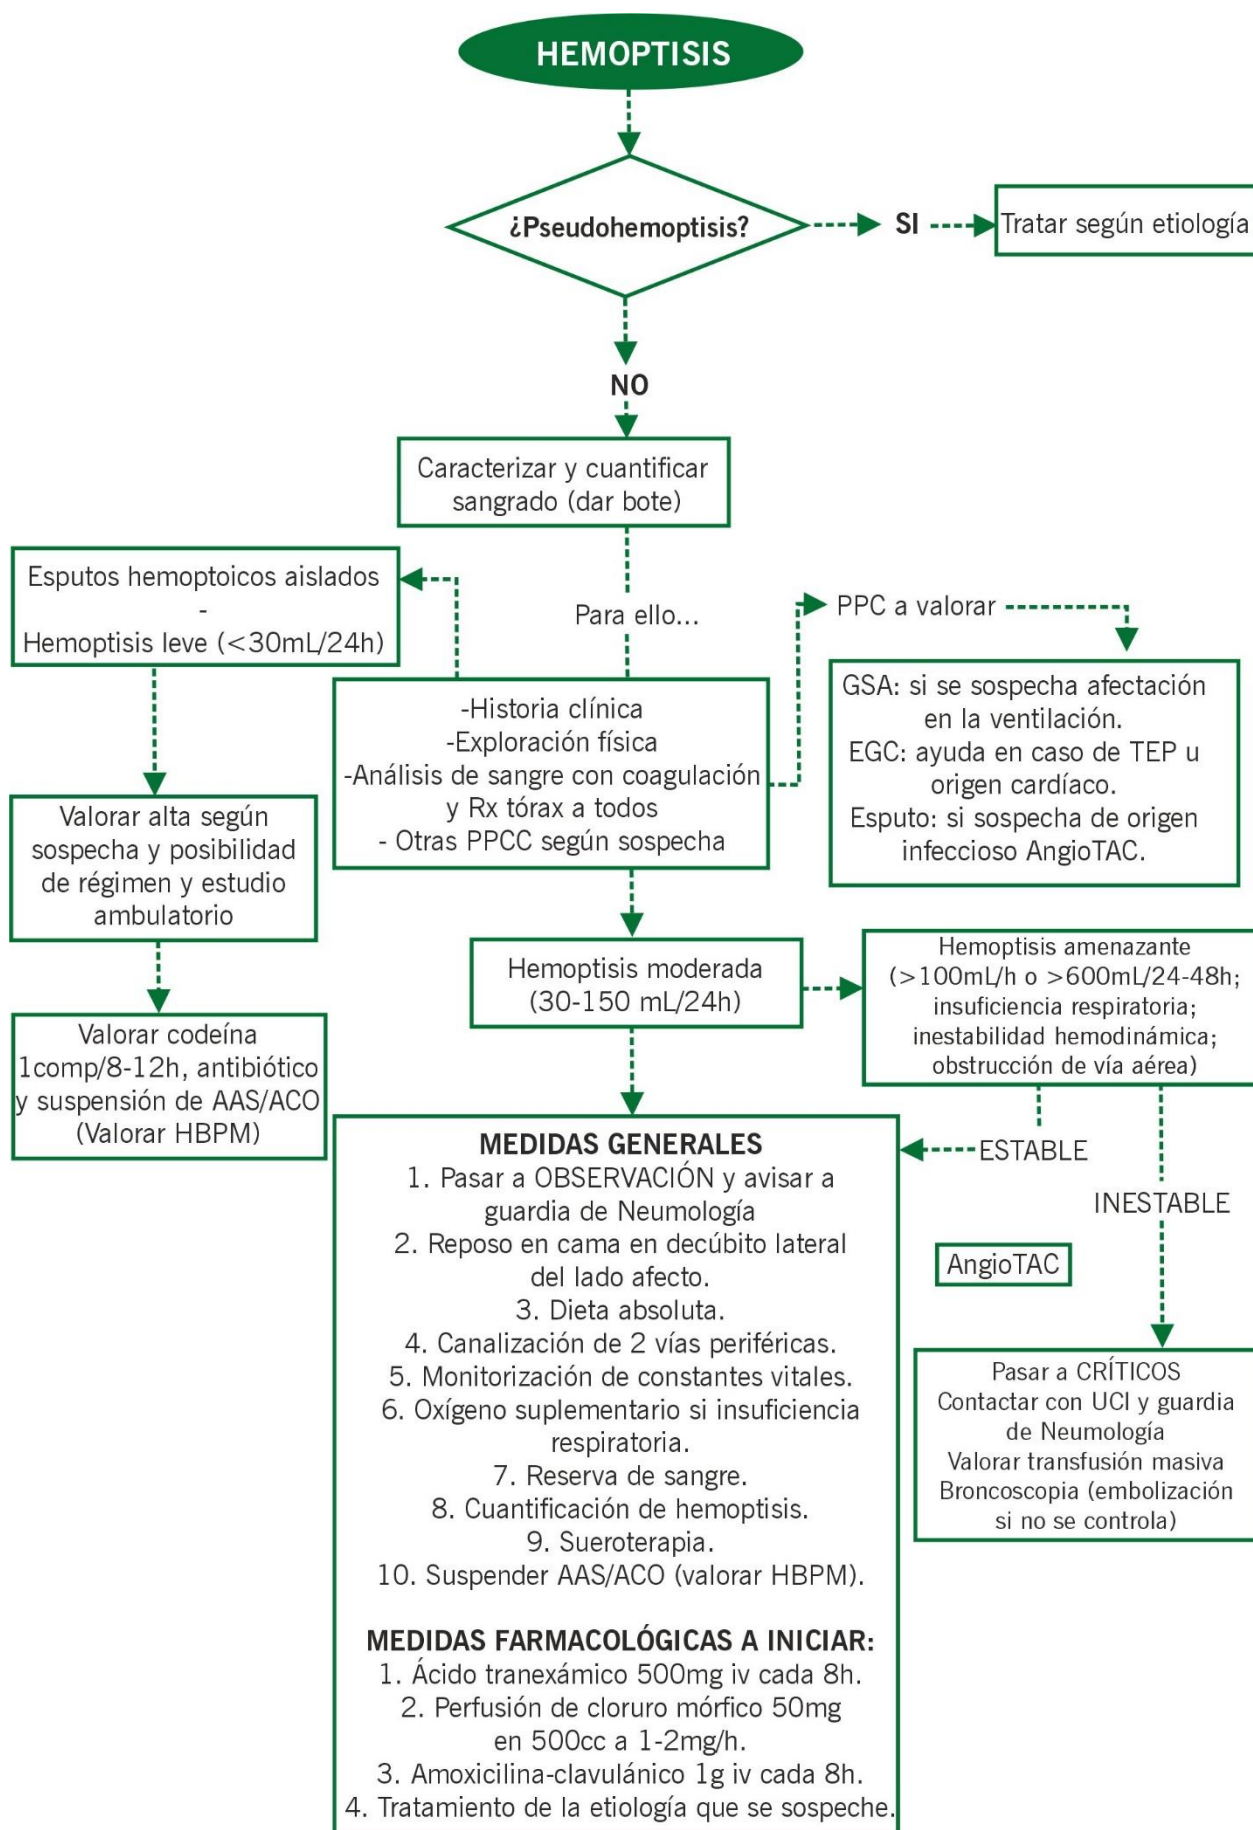 HEMOPTISIS
¿Pseudohemoptisis?
SI
Tratar según etiología
NO
Caracterizar y cuantificar
sangrado (dar bote)
Esputos hemoptoicos aislados
-
Hemoptisis leve (<30mL/24h)
Para ello...
PPC a valorar
-Historia clínica
-Exploración física
-Análisis de sangre con coagulación
y Rx tórax a todos
- Otras PPCC según sospecha
GSA: si se sospecha afectación
en la ventilación.
EGC: ayuda en caso de TEP u
origen cardíaco.
Esputo: si sospecha de origen
infeccioso AngioTAC.
Valorar alta según
sospecha y posibilidad
de régimen y estudio
ambulatorio
Hemoptisis moderada
(30-150 mL/24h)
Hemoptisis amenazante
(>100mL/h o >600mL/24-48h;
insuficiencia respiratoria;
inestabilidad hemodinámica;
obstrucción de vía aérea)
Valorar codeína
1comp/8-12h, antibiótico
y suspensión de AAS/ACO
(Valorar HBPM)
ESTABLE
INESTABLE
AngioTAC
MEDIDAS GENERALES
1. Pasar a OBSERVACIÓN y avisar a
guardia de Neumología
2. Reposo en cama en decúbito lateral
del lado afecto.
3. Dieta absoluta.
4. Canalización de 2 vías periféricas.
5. Monitorización de constantes vitales.
6. Oxígeno suplementario si insuficiencia
respiratoria.
7. Reserva de sangre.
8. Cuantificación de hemoptisis.
9. Sueroterapia.
10. Suspender AAS/ACO (valorar HBPM).
MEDIDAS FARMACOLÓGICAS A INICIAR:
1. Ácido tranexámico 500mg iv cada 8h.
2. Perfusión de cloruro mórfico 50mg
en 500cc a 1-2mg/h.
3. Amoxicilina-clavulánico 1g iv cada 8h.
4. Tratamiento de la etiología que se sospeche.
Pasar a CRÍTICOS
Contactar con UCI y guardia
de Neumología
Valorar transfusión masiva
Broncoscopia (embolización
si no se controla)